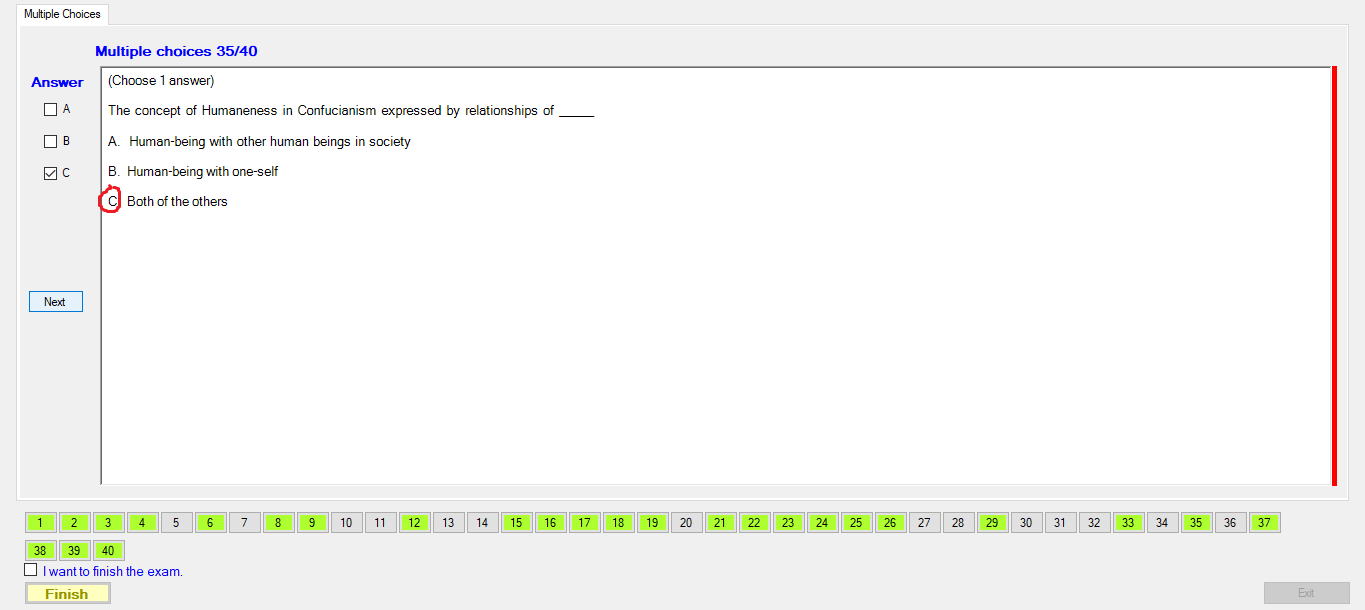 Multiple Choices
Multiple choices 35/40
Answer
A
B
C
Next
(Choose 1 answer)
The concept of Humaneness in Confucianism expressed by relationships of _____
A. Human-being with other human beings in society
B. Human-being with one-self
C. Both of the others
1 2 3 4 5 6 7 8 9 10 11 12 13 14 15 16 17 18 19 20 21 22 23 24 25 26 27 28 29 30 31 32 33 34 35 36 37
38 39 40
I want to finish the exam.
Finish
Exit